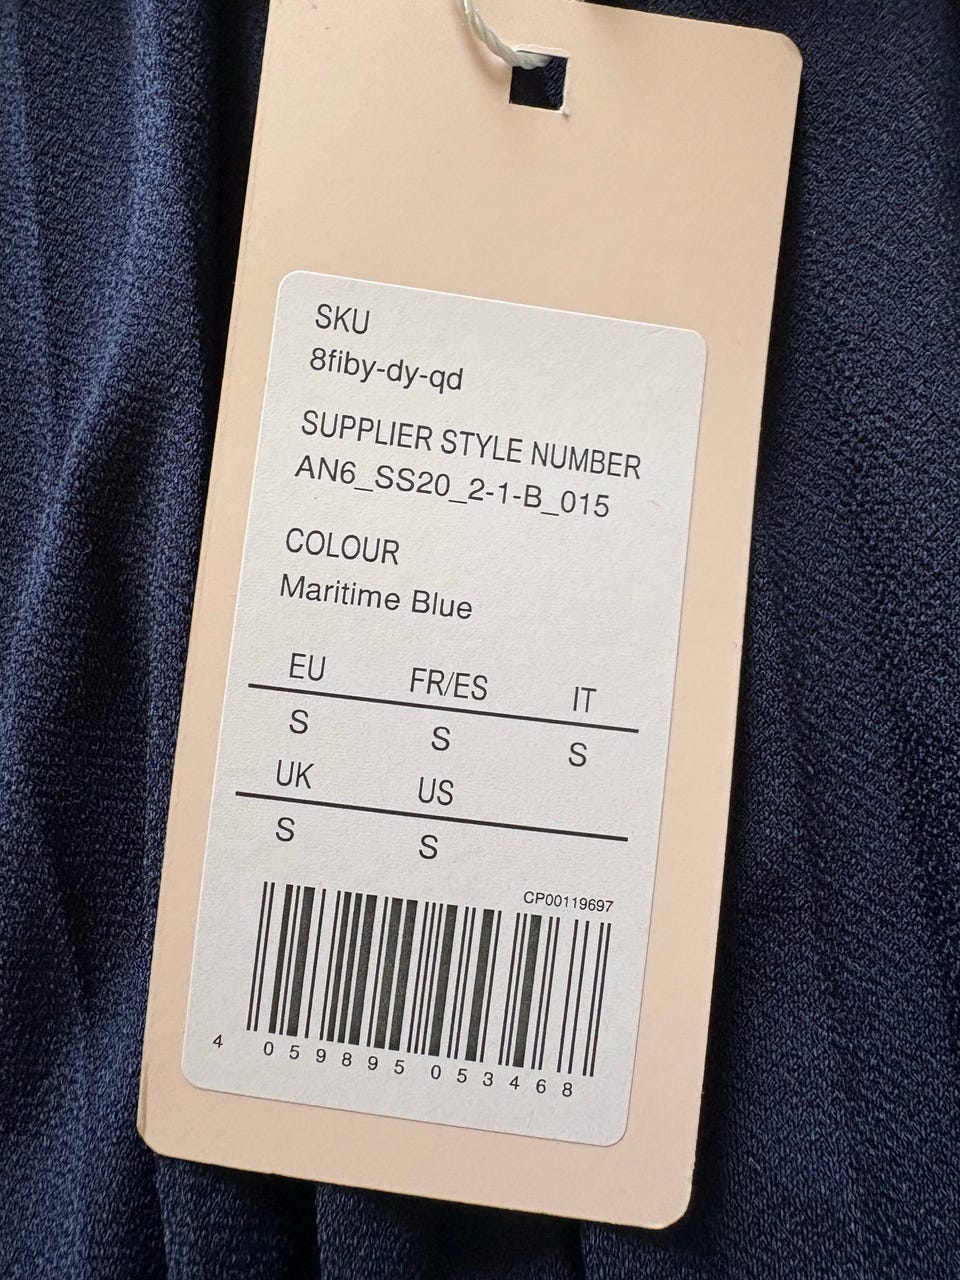 SKU
8fiby-dy-qd
SUPPLIER STYLE NUMBER
AN6_SS20_2-1-B_015
COLOUR
Maritime Blue
EU FR/ES IT
S S S
UK US
S S
CP00119697
4 059895 053468